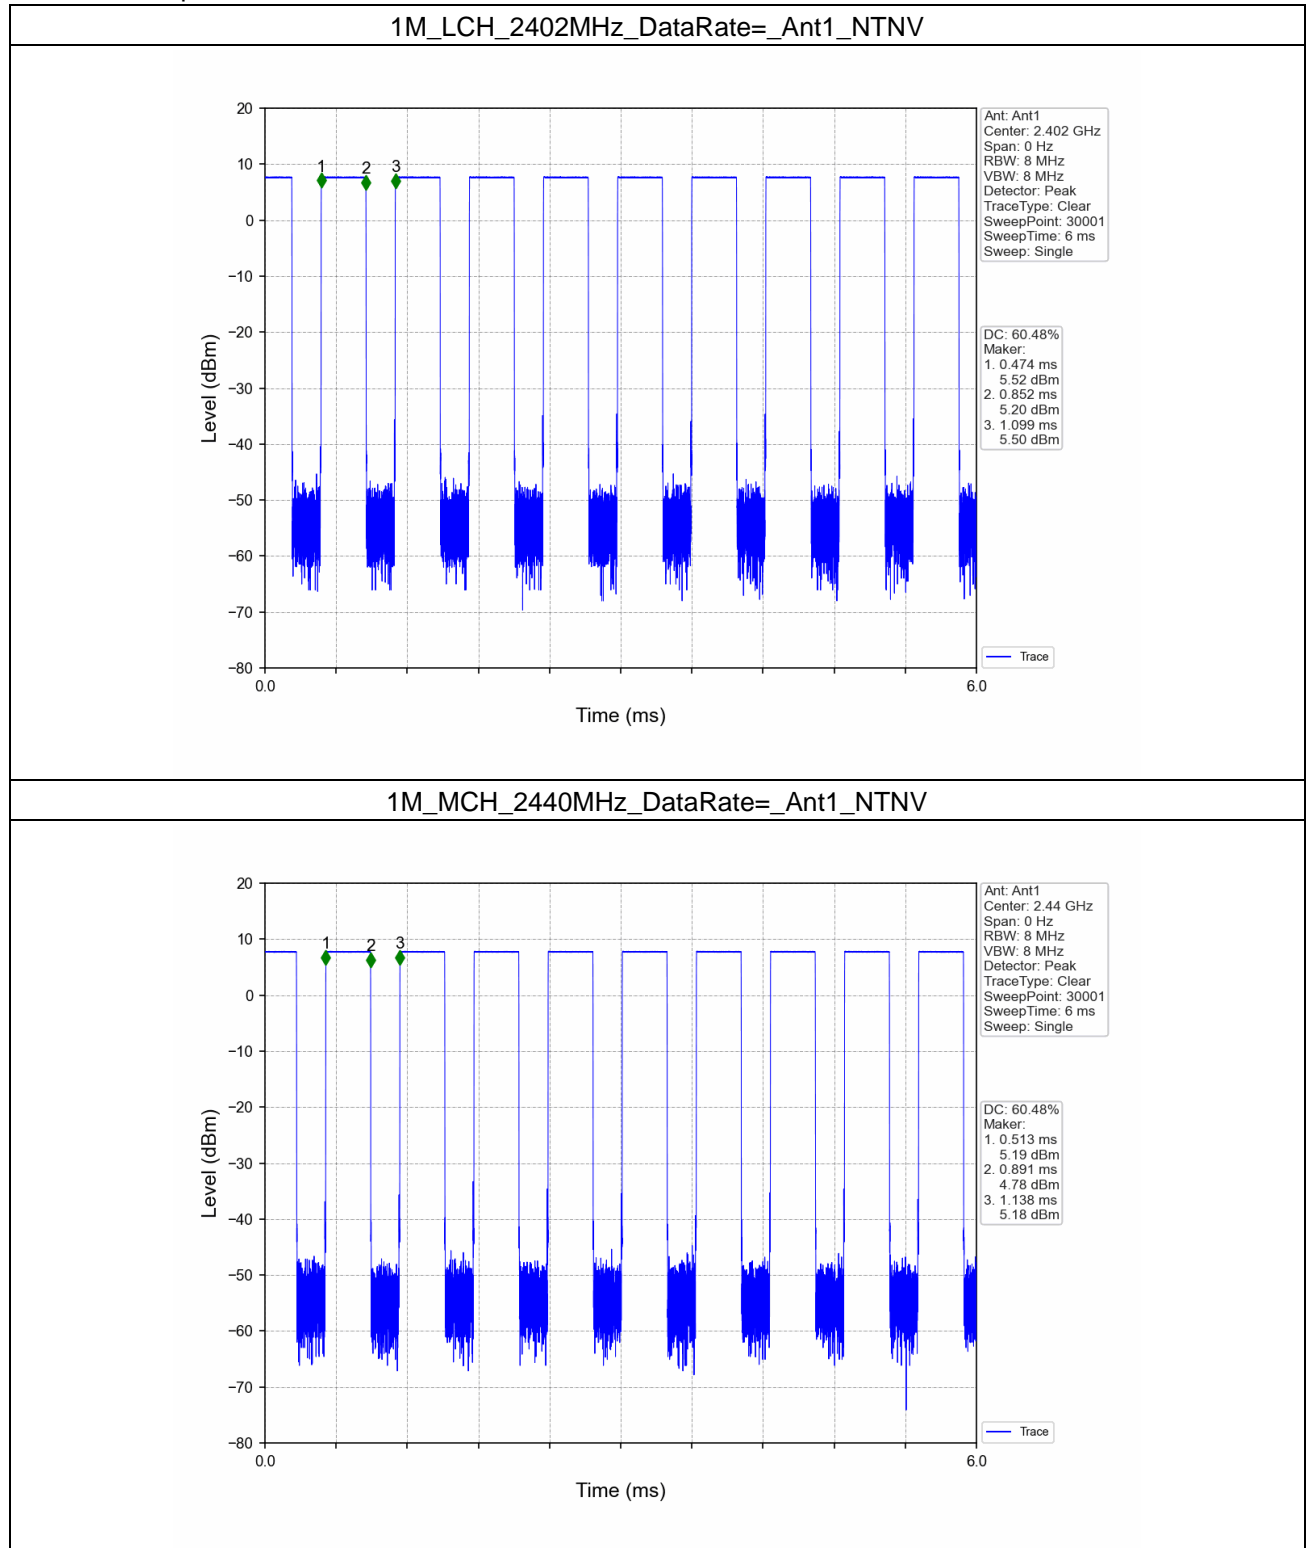 1M_LCH_2402MHz_DataRate=_Ant1_NTNV
20
10
0
−10
−20
−30
−40
−50
−60
−70
−80
Level (dBm)
1
2
3
0.0
6.0
Time (ms)
Ant: Ant1
Center: 2.402 GHz
Span: 0 Hz
RBW: 8 MHz
VBW: 8 MHz
Detector: Peak
TraceType: Clear
SweepPoint: 30001
SweepTime: 6 ms
Sweep: Single
DC: 60.48%
Maker:
1. 0.474 ms
5.52 dBm
2. 0.852 ms
5.20 dBm
3. 1.099 ms
5.50 dBm
Trace
1M_MCH_2440MHz_DataRate=_Ant1_NTNV
20
10
0
−10
−20
−30
−40
−50
−60
−70
−80
Level (dBm)
1
2
3
0.0
6.0
Time (ms)
Ant: Ant1
Center: 2.44 GHz
Span: 0 Hz
RBW: 8 MHz
VBW: 8 MHz
Detector: Peak
TraceType: Clear
SweepPoint: 30001
SweepTime: 6 ms
Sweep: Single
DC: 60.48%
Maker:
1. 0.513 ms
5.19 dBm
2. 0.891 ms
4.78 dBm
3. 1.138 ms
5.18 dBm
Trace